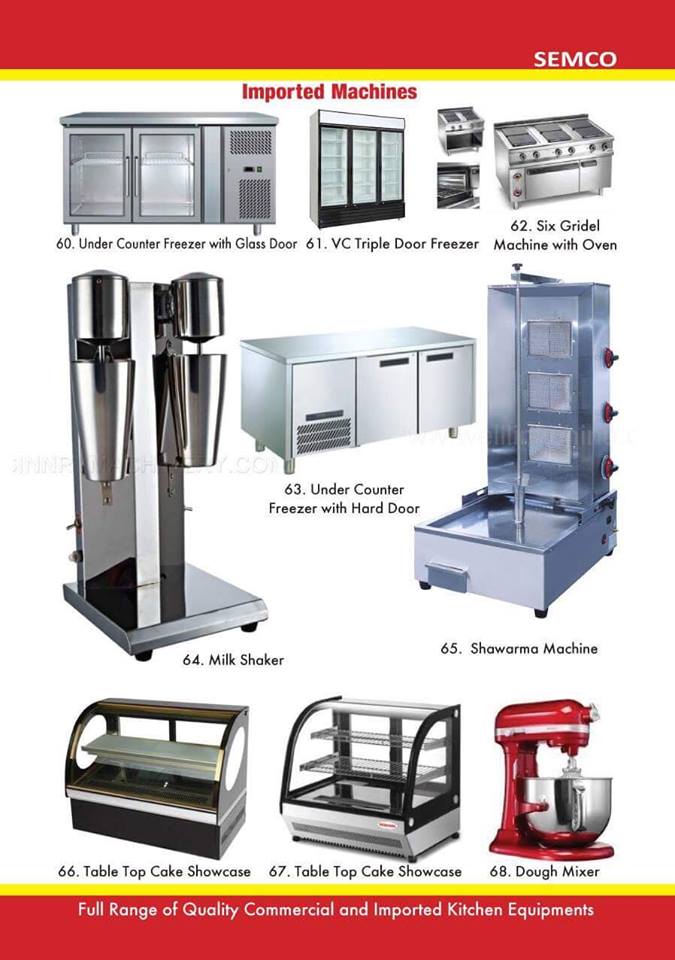 SEMCO
Imported Machines
60. Under Counter Freezer with Glass Door
61. VC Triple Door Freezer
62. Six Gridel
Machine with Oven
63. Under Counter
Freezer with Hard Door
64. Milk Shaker
65. Shawarma Machine
66. Table Top Cake Showcase
67. Table Top Cake Showcase
68. Dough Mixer
Full Range of Quality Commercial and Imported Kitchen Equipments